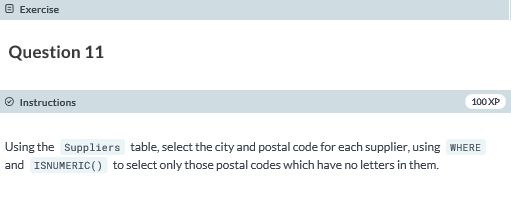 Exercise
Question 11
Instructions
100 XP
Using the Suppliers table, select the city and postal code for each supplier, using WHERE
and ISNUMERIC() to select only those postal codes which have no letters in them.